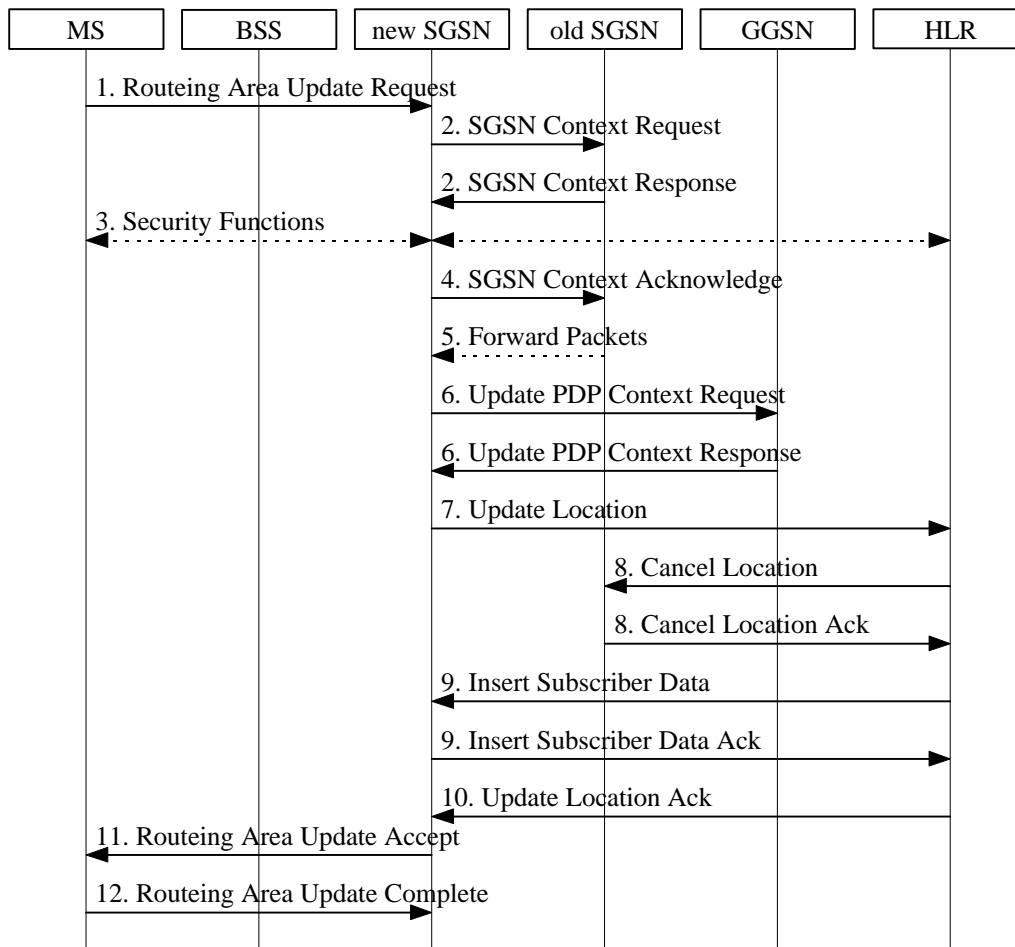 MS BSS new SGSN old SGSN GGSN HLR
1. Routeing Area Update Request
2. SGSN Context Request
2. SGSN Context Response
3. Security Functions
4. SGSN Context Acknowledge
5. Forward Packets
6. Update PDP Context Request
6. Update PDP Context Response
7. Update Location
8. Cancel Location
8. Cancel Location Ack
9. Insert Subscriber Data
9. Insert Subscriber Data Ack
10. Update Location Ack
11. Routeing Area Update Accept
12. Routeing Area Update Complete